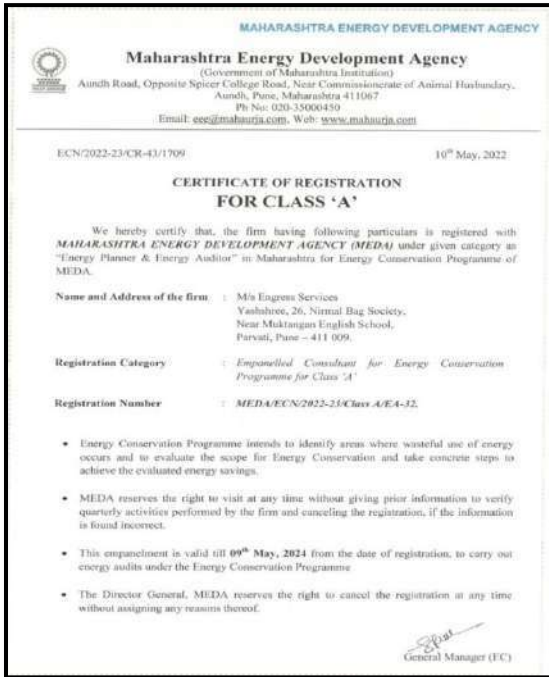 MAHARASHTRA ENERGY DEVELOPMENT AGENCY
Maharashtra Energy Development Agency
(Government of Maharashtra Institution)
Aundh Road, Opposite Spicer College Road, Near Commissionerate of Animal Husbandary,
Aundh, Pune, Maharashtra 411067
Ph No: 020-35000450
Email: eee@mahaurja.com, Web: www.mahaurja.com
ECN/2022-23/CR-43/1709
10th May, 2022
CERTIFICATE OF REGISTRATION
FOR CLASS 'A'
We hereby certify that, the firm having following particulars is registered with
MAHARASHTRA ENERGY DEVELOPMENT AGENCY (MEDA) under given category as
"Energy Planner & Energy Auditor" in Maharashtra for Energy Conservation Programme of
MEDA.
Name and Address of the firm : M/s Engress Services
Yashshree, 26, Nirmal Bag Society,
Near Muktangan English School,
Parvati, Pune – 411 009.
Registration Category : Empanelled Consultant for Energy Conservation
Programme for Class 'A'
Registration Number : MEDA/ECN/2022-23/Class A/EA-32.
• Energy Conservation Programme intends to identify areas where wasteful use of energy
occurs and to evaluate the scope for Energy Conservation and take concrete steps to
achieve the evaluated energy savings.
• MEDA reserves the right to visit at any time without giving prior information to verify
quarterly activities performed by the firm and canceling the registration, if the information
is found incorrect.
• This empanelment is valid till 09th May, 2024 from the date of registration, to carry out
energy audits under the Energy Conservation Programme
• The Director General, MEDA reserves the right to cancel the registration at any time
without assigning any reasons thereof.
General Manager (EC)